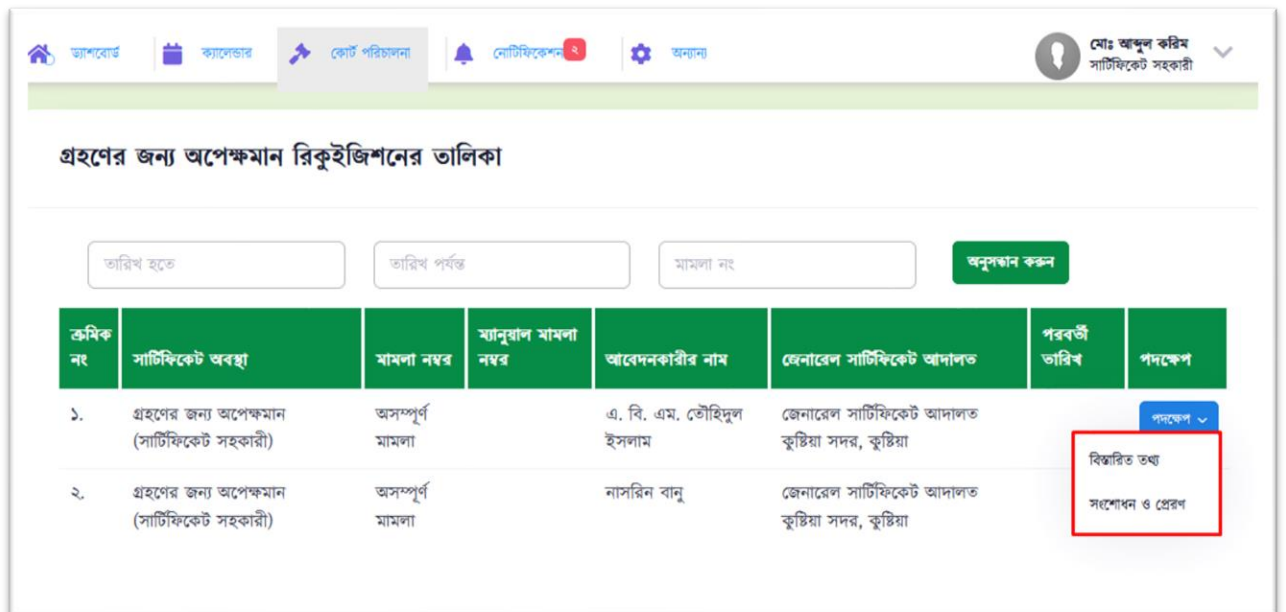 ড্যাশবোর্ড ক্যালেন্ডার কোর্ট পরিচালনা নোটিফিকেশন ২ অন্যান্য
মোঃ আব্দুল করিম
সার্টিফিকেট সহকারী
গ্রহণের জন্য অপেক্ষমান রিকুইজিশনের তালিকা
তারিখ হতে তারিখ পর্যন্ত মামলা নং অনুসন্ধান করুন
ক্রমিক নং সার্টিফিকেট অবস্থা মামলা নম্বর ম্যানুয়াল মামলা নম্বর আবেদনকারীর নাম জেনারেল সার্টিফিকেট আদালত পরবর্তী তারিখ পদক্ষেপ
১. গ্রহণের জন্য অপেক্ষমান অসম্পূর্ণ এ. বি. এম. তৌহিদুল জেনারেল সার্টিফিকেট আদালত পদক্ষেপ
(সার্টিফিকেট সহকারী) মামলা ইসলাম কুষ্টিয়া সদর, কুষ্টিয়া
বিস্তারিত তথ্য
সংশোধন ও প্রেরণ
২. গ্রহণের জন্য অপেক্ষমান অসম্পূর্ণ নাসরিন বানু জেনারেল সার্টিফিকেট আদালত
(সার্টিফিকেট সহকারী) মামলা কুষ্টিয়া সদর, কুষ্টিয়া